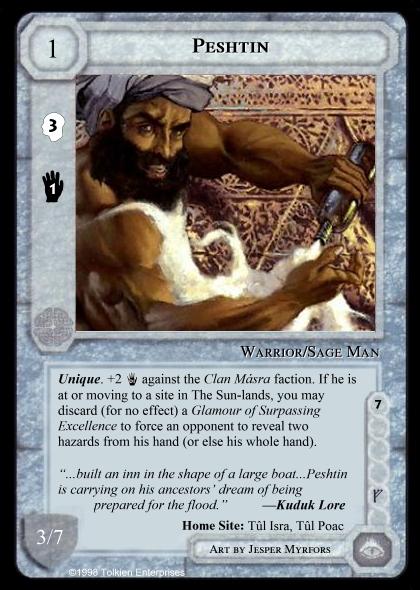 1
PESHTIN
3
1
WARRIOR/SAGE MAN
Unique. +2 against the Clan Másra faction. If he is
at or moving to a site in The Sun-lands, you may
discard (for no effect) a Glamour of Surpassing
Excellence to force an opponent to reveal two
hazards from his hand (or else his whole hand).
7
“...built an inn in the shape of a large boat...Peshtin
is carrying on his ancestors’ dream of being
prepared for the flood.” —Kuduk Lore
Home Site: Tûl Isra, Tûl Poac
3/7
ART BY JESPER MYRFORS
©1998 Tolkien Enterprises